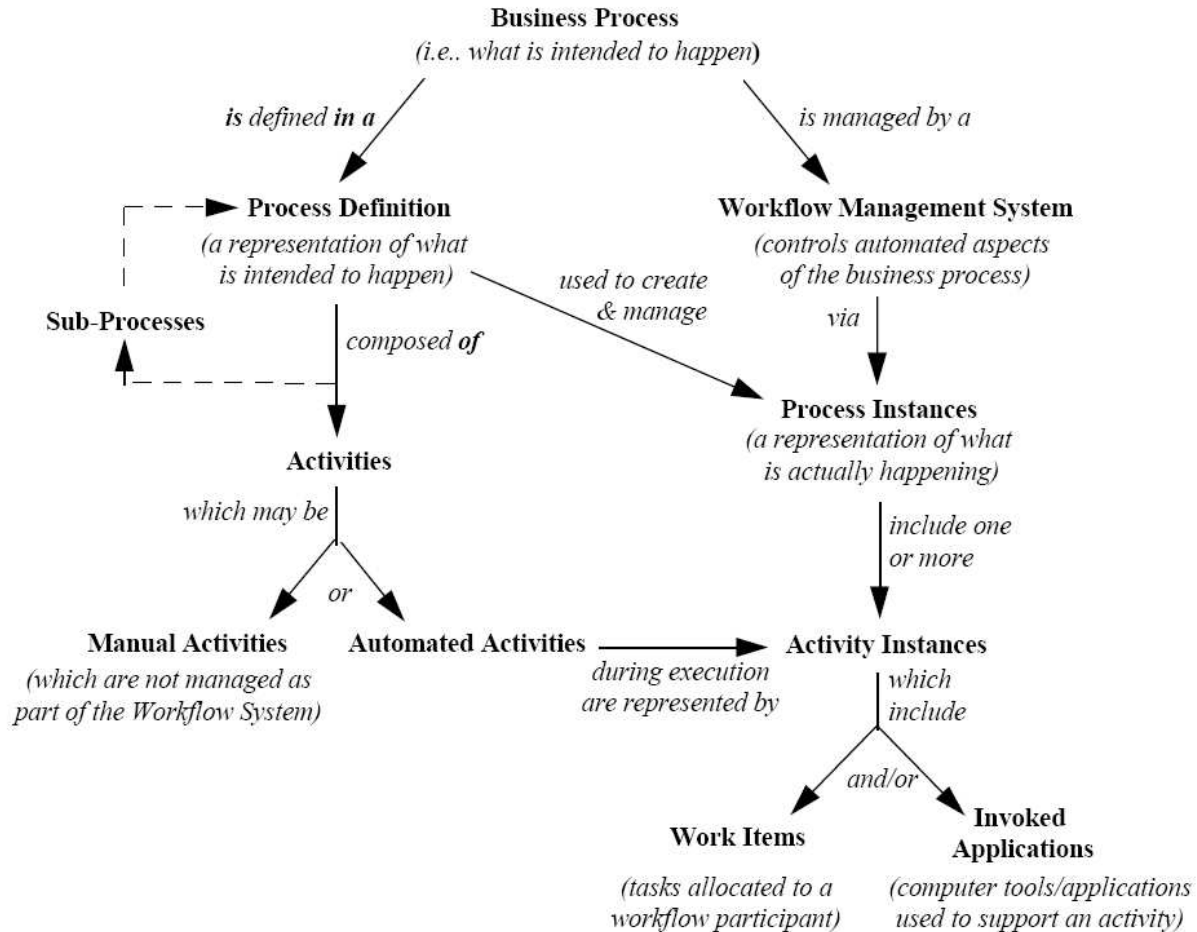 Business Process
(i.e.. what is intended to happen)
is defined in a
is managed by a
Process Definition
(a representation of what
is intended to happen)
Workflow Management System
(controls automated aspects
of the business process)
used to create
& manage
Sub-Processes
via
composed of
Process Instances
(a representation of what
is actually happening)
Activities
which may be
include one
or more
or
Manual Activities
(which are not managed as
part of the Workflow System)
Automated Activities
during execution
are represented by
Activity Instances
which
include
and/or
Work Items
(tasks allocated to a
workflow participant)
Invoked
Applications
(computer tools/applications
used to support an activity)